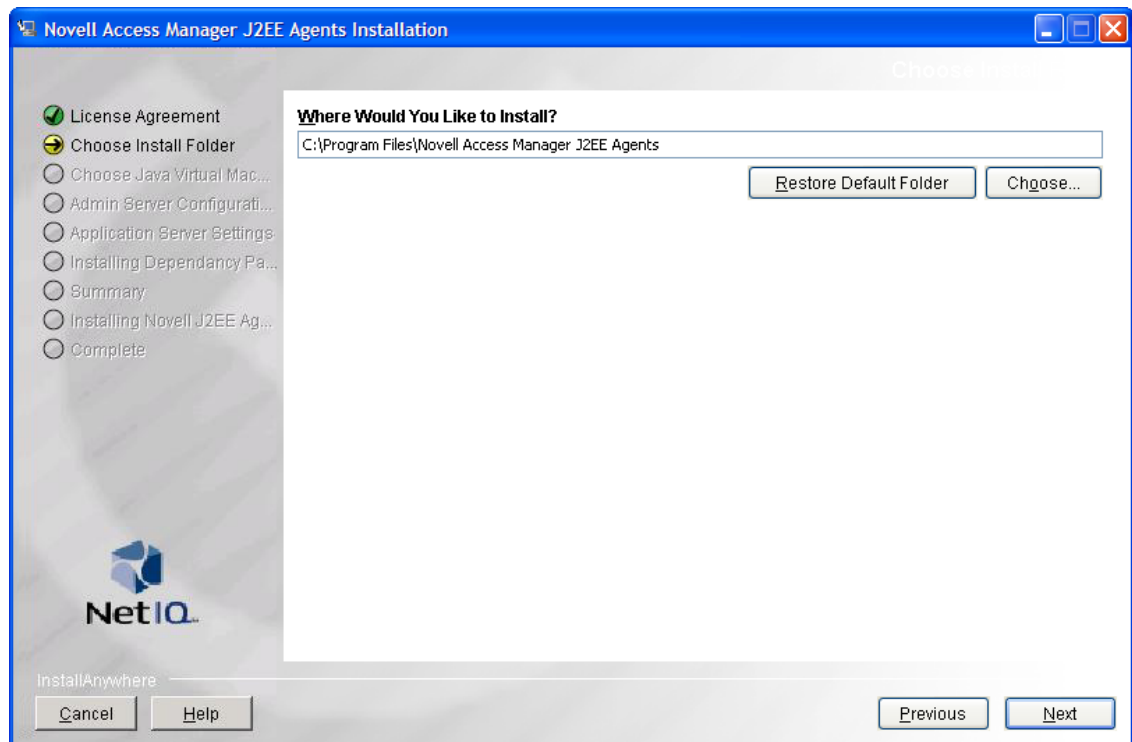 Novell Access Manager J2EE Agents Installation
Choose Install
License Agreement
Choose Install Folder
Choose Java Virtual Mac...
Admin Server Configurati...
Application Server Settings
Installing Dependancy Pa...
Summary
Installing Novell J2EE Ag...
Complete
Where Would You Like to Install?
C:\Program Files\Novell Access Manager J2EE Agents
Restore Default Folder
Choose...
NetIQ
InstallAnywhere
Cancel
Help
Previous
Next